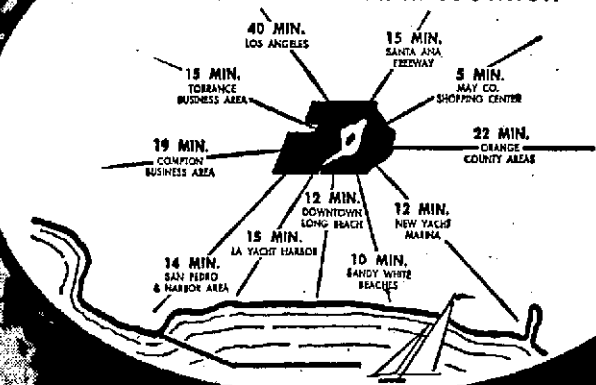 40 MIN.
LOS ANGELES
15 MIN.
SANTA ANA
FREEWAY
15 MIN.
TORRANCE
BUSINESS AREA
5 MIN.
MAY CO.
SHOPPING CENTER
19 MIN.
COMPTON
BUSINESS AREA
22 MIN.
ORANGE
COUNTY AREAS
12 MIN.
DOWNTOWN
LONG BEACH
12 MIN.
NEW YACHT
MARINA
15 MIN.
LA YACHT HARBOR
14 MIN.
SAN PEDRO
& HARBOR AREA
10 MIN.
SANDY WHITE
BEACHES